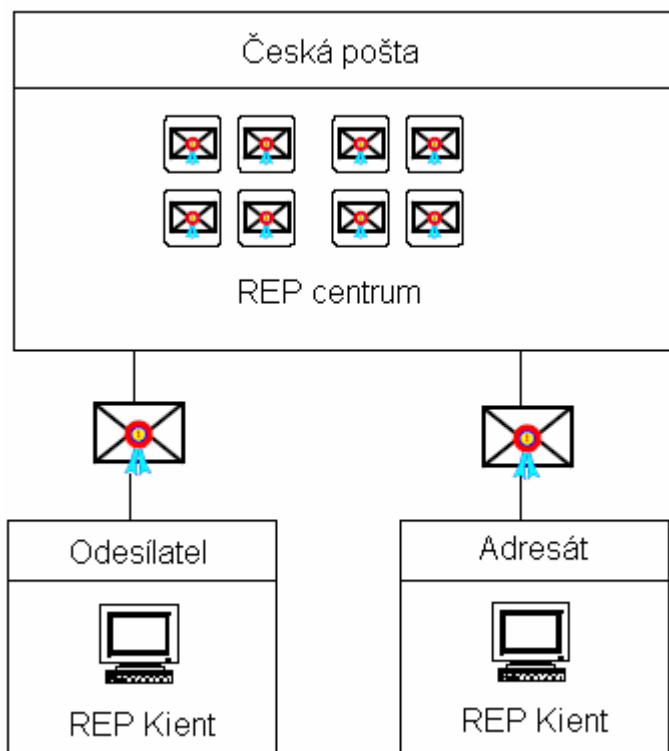 Česká pošta
REP centrum
Odesílatel
Adresát
REP Kient
REP Kient